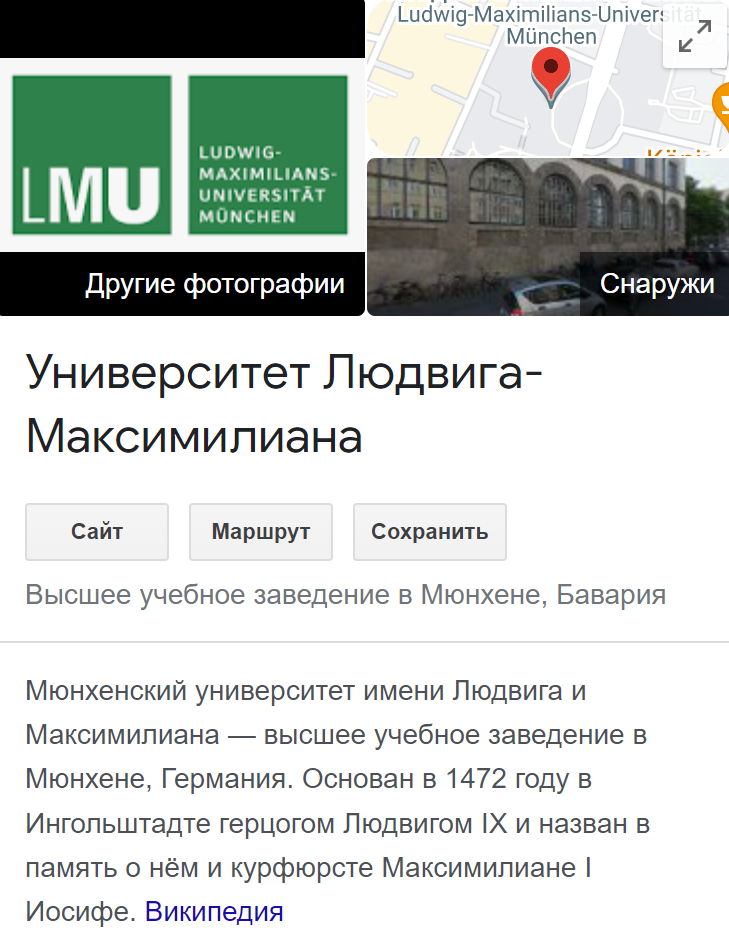 Ludwig-Maximilians-Universität
München
LMU
LUDWIG-
MAXIMILIANS-
UNIVERSITÄT
MÜNCHEN
Другие фотографии
Снаружи
Университет Людвига-
Максимилиана
Сайт
Маршрут
Сохранить
Высшее учебное заведение в Мюнхене, Бавария
Мюнхенский университет имени Людвига и
Максимилиана — высшее учебное заведение в
Мюнхене, Германия. Основан в 1472 году в
Ингольштадте герцогом Людвигом IX и назван в
память о нём и курфюрсте Максимилиане I
Иосифе. Википедия